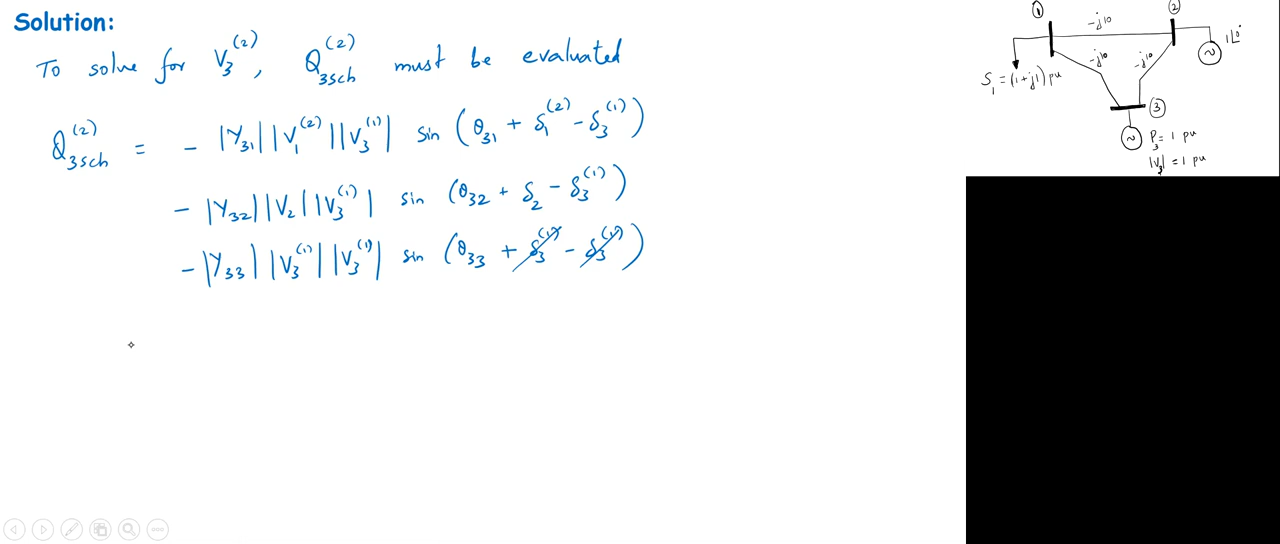 Solution:
To solve for V₃⁽²⁾, Q₃sch⁽²⁾ must be evaluated
Q₃sch⁽²⁾ = - |Y₃₁| |V₁⁽²⁾| |V₃⁽¹⁾| sin (θ₃₁ + δ₁⁽²⁾ - δ₃⁽¹⁾)
- |Y₃₂| |V₂| |V₃⁽¹⁾| sin (θ₃₂ + δ₂ - δ₃⁽¹⁾)
- |Y₃₃| |V₃⁽¹⁾| |V₃⁽¹⁾| sin (θ₃₃ + δ₃⁽¹⁾ - δ₃⁽¹⁾)
① ②
-j10
1∠0°
-j10 -j10
S₁ = (1+j1) pu
③
P₃ = 1 pu
|V₃| = 1 pu